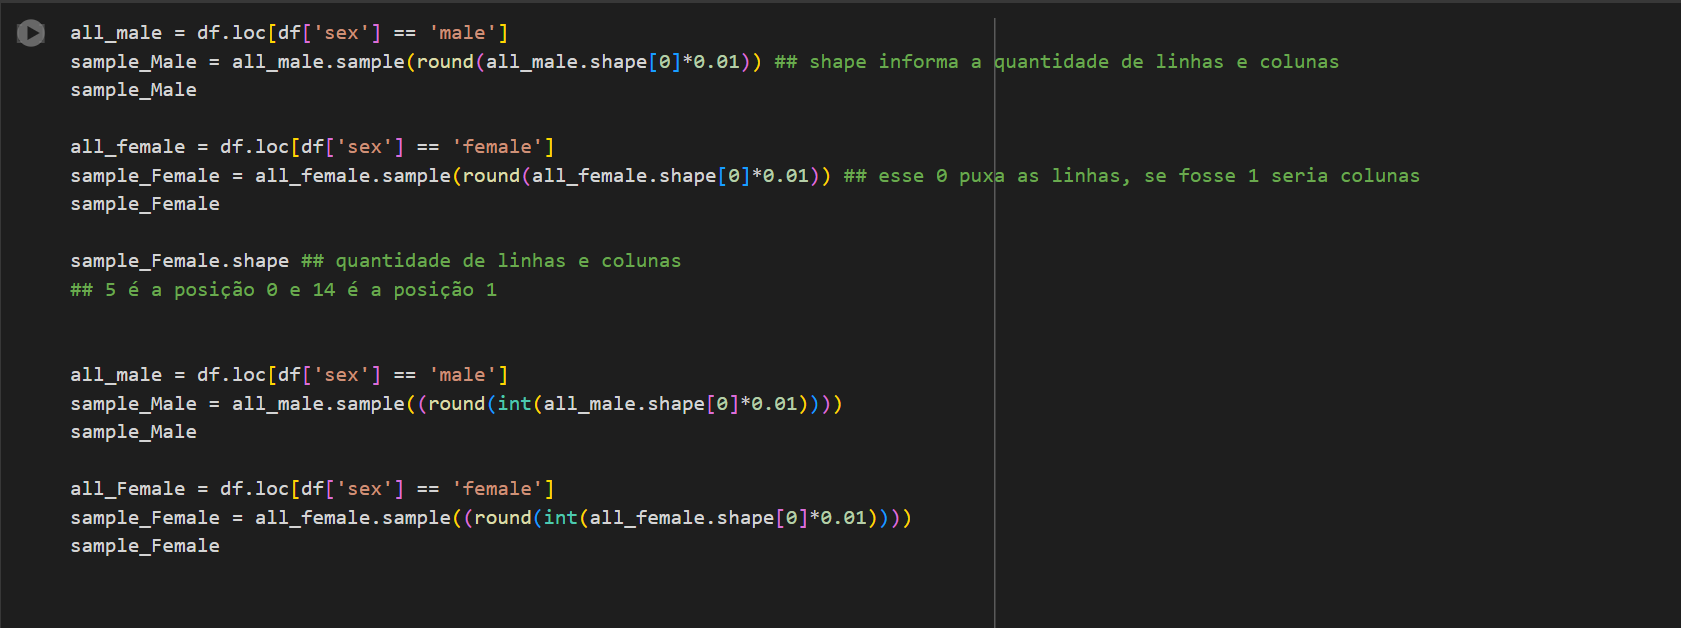 all_male = df.loc[df['sex'] == 'male']
sample_Male = all_male.sample(round(all_male.shape[0]*0.01)) ## shape informa a quantidade de linhas e colunas
sample_Male
all_female = df.loc[df['sex'] == 'female']
sample_Female = all_female.sample(round(all_female.shape[0]*0.01)) ## esse 0 puxa as linhas, se fosse 1 seria colunas
sample_Female
sample_Female.shape ## quantidade de linhas e colunas
## 5 é a posição 0 e 14 é a posição 1
all_male = df.loc[df['sex'] == 'male']
sample_Male = all_male.sample((round(int(all_male.shape[0]*0.01))))
sample_Male
all_Female = df.loc[df['sex'] == 'female']
sample_Female = all_female.sample((round(int(all_female.shape[0]*0.01))))
sample_Female